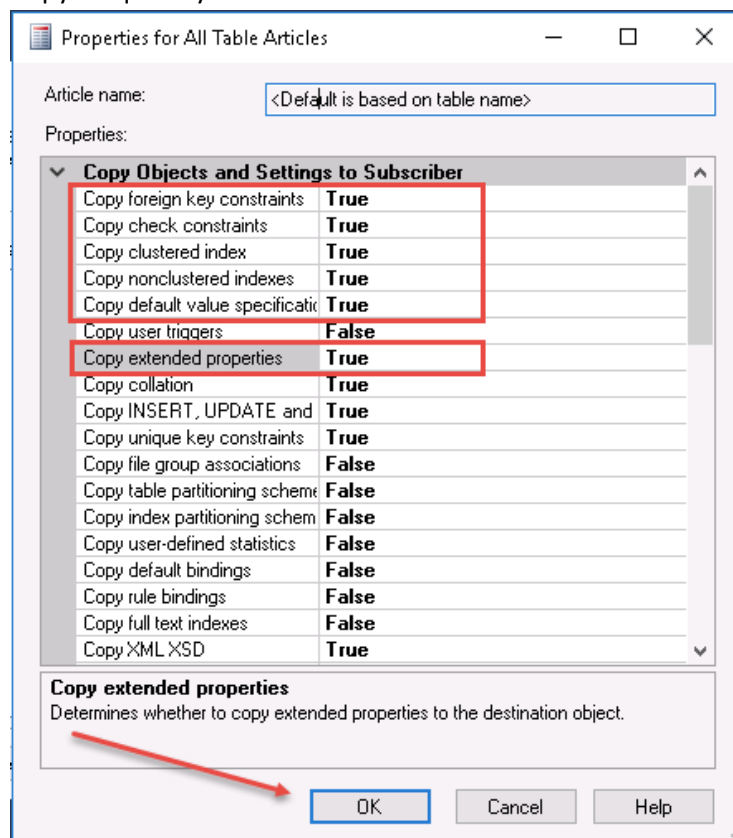 Properties for All Table Articles
Article name: <Default is based on table name>
Properties:
Copy Objects and Settings to Subscriber
Copy foreign key constraints True
Copy check constraints True
Copy clustered index True
Copy nonclustered indexes True
Copy default value specificatic True
Copy user triggers False
Copy extended properties True
Copy collation True
Copy INSERT, UPDATE and True
Copy unique key constraints True
Copy file group associations False
Copy table partitioning scheme False
Copy index partitioning schem False
Copy user-defined statistics False
Copy default bindings False
Copy rule bindings False
Copy full text indexes False
Copy XML XSD True
Copy extended properties
Determines whether to copy extended properties to the destination object.
OK Cancel Help